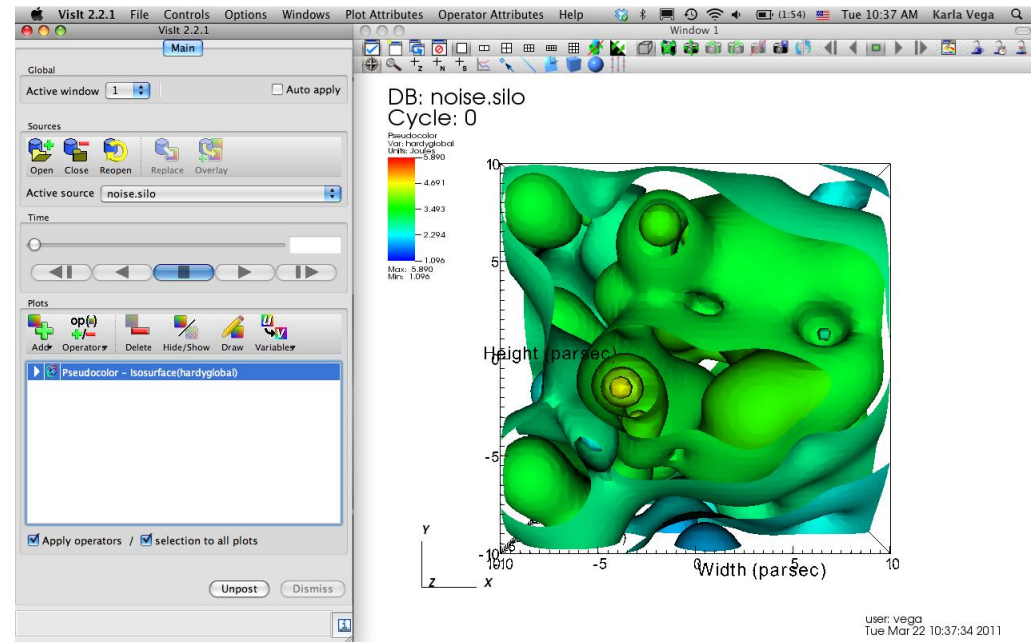 VisIt 2.2.1 File Controls Options Windows Plot Attributes Operator Attributes Help (1:54) Tue 10:37 AM Karla Vega
VisIt 2.2.1
Main
Global
Active window 1 Auto apply
Sources
Open Close Reopen Replace Overlay
Active source noise.silo
Time
Plots
op(=) +/-
Add Operators Delete Hide/Show Draw Variables
Pseudocolor - Isosurface(hardyglobal)
Apply operators / selection to all plots
Unpost Dismiss
Window 1
DB: noise.silo
Cycle: 0
Pseudocolor
Var: hardyglobal
Units: Joules
5.890
4.691
3.493
2.294
1.096
Max: 5.890
Min: 1.096
10
5
Height (parsec)
-5
-10
-5 0 5 10
Width (parsec)
Y
Z X
user: vega
Tue Mar 22 10:37:34 2011